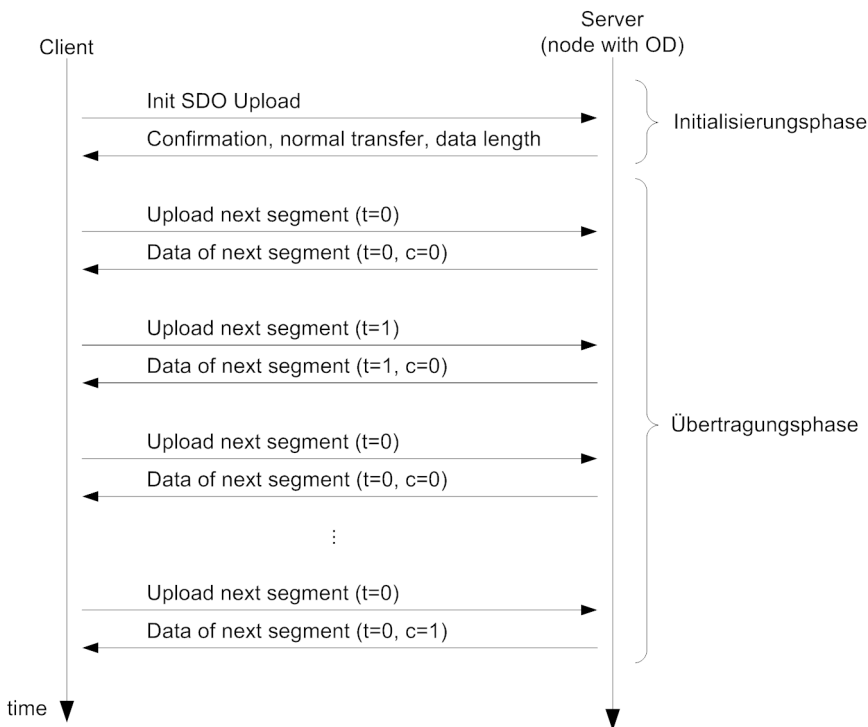 Server
Client
(node with OD)
Init SDO Upload
Initialisierungsphase
Confirmation, normal transfer, data length
Upload next segment (t=0)
Data of next segment (t=0, c=0)
Upload next segment (t=1)
Data of next segment (t=1, c=0)
Übertragungsphase
Upload next segment (t=0)
Data of next segment (t=0, c=0)
⋮
Upload next segment (t=0)
Data of next segment (t=0, c=1)
time